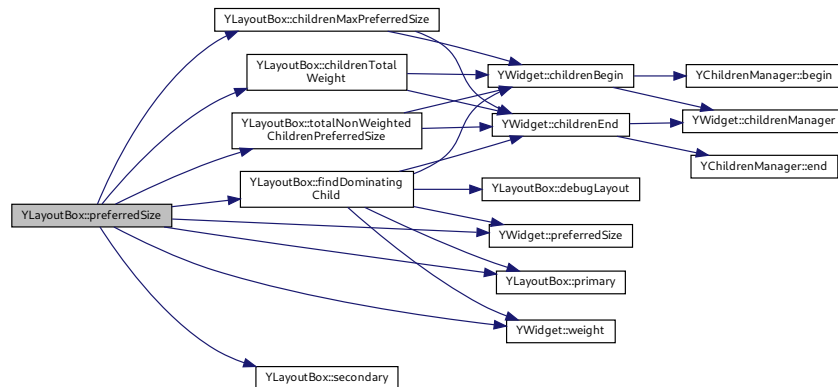 YLayoutBox::preferredSize
YLayoutBox::childrenMaxPreferredSize
YLayoutBox::childrenTotal
Weight
YLayoutBox::totalNonWeighted
ChildrenPreferredSize
YLayoutBox::findDominating
Child
YLayoutBox::secondary
YWidget::childrenBegin
YWidget::childrenEnd
YLayoutBox::debugLayout
YWidget::preferredSize
YLayoutBox::primary
YWidget::weight
YChildrenManager::begin
YWidget::childrenManager
YChildrenManager::end